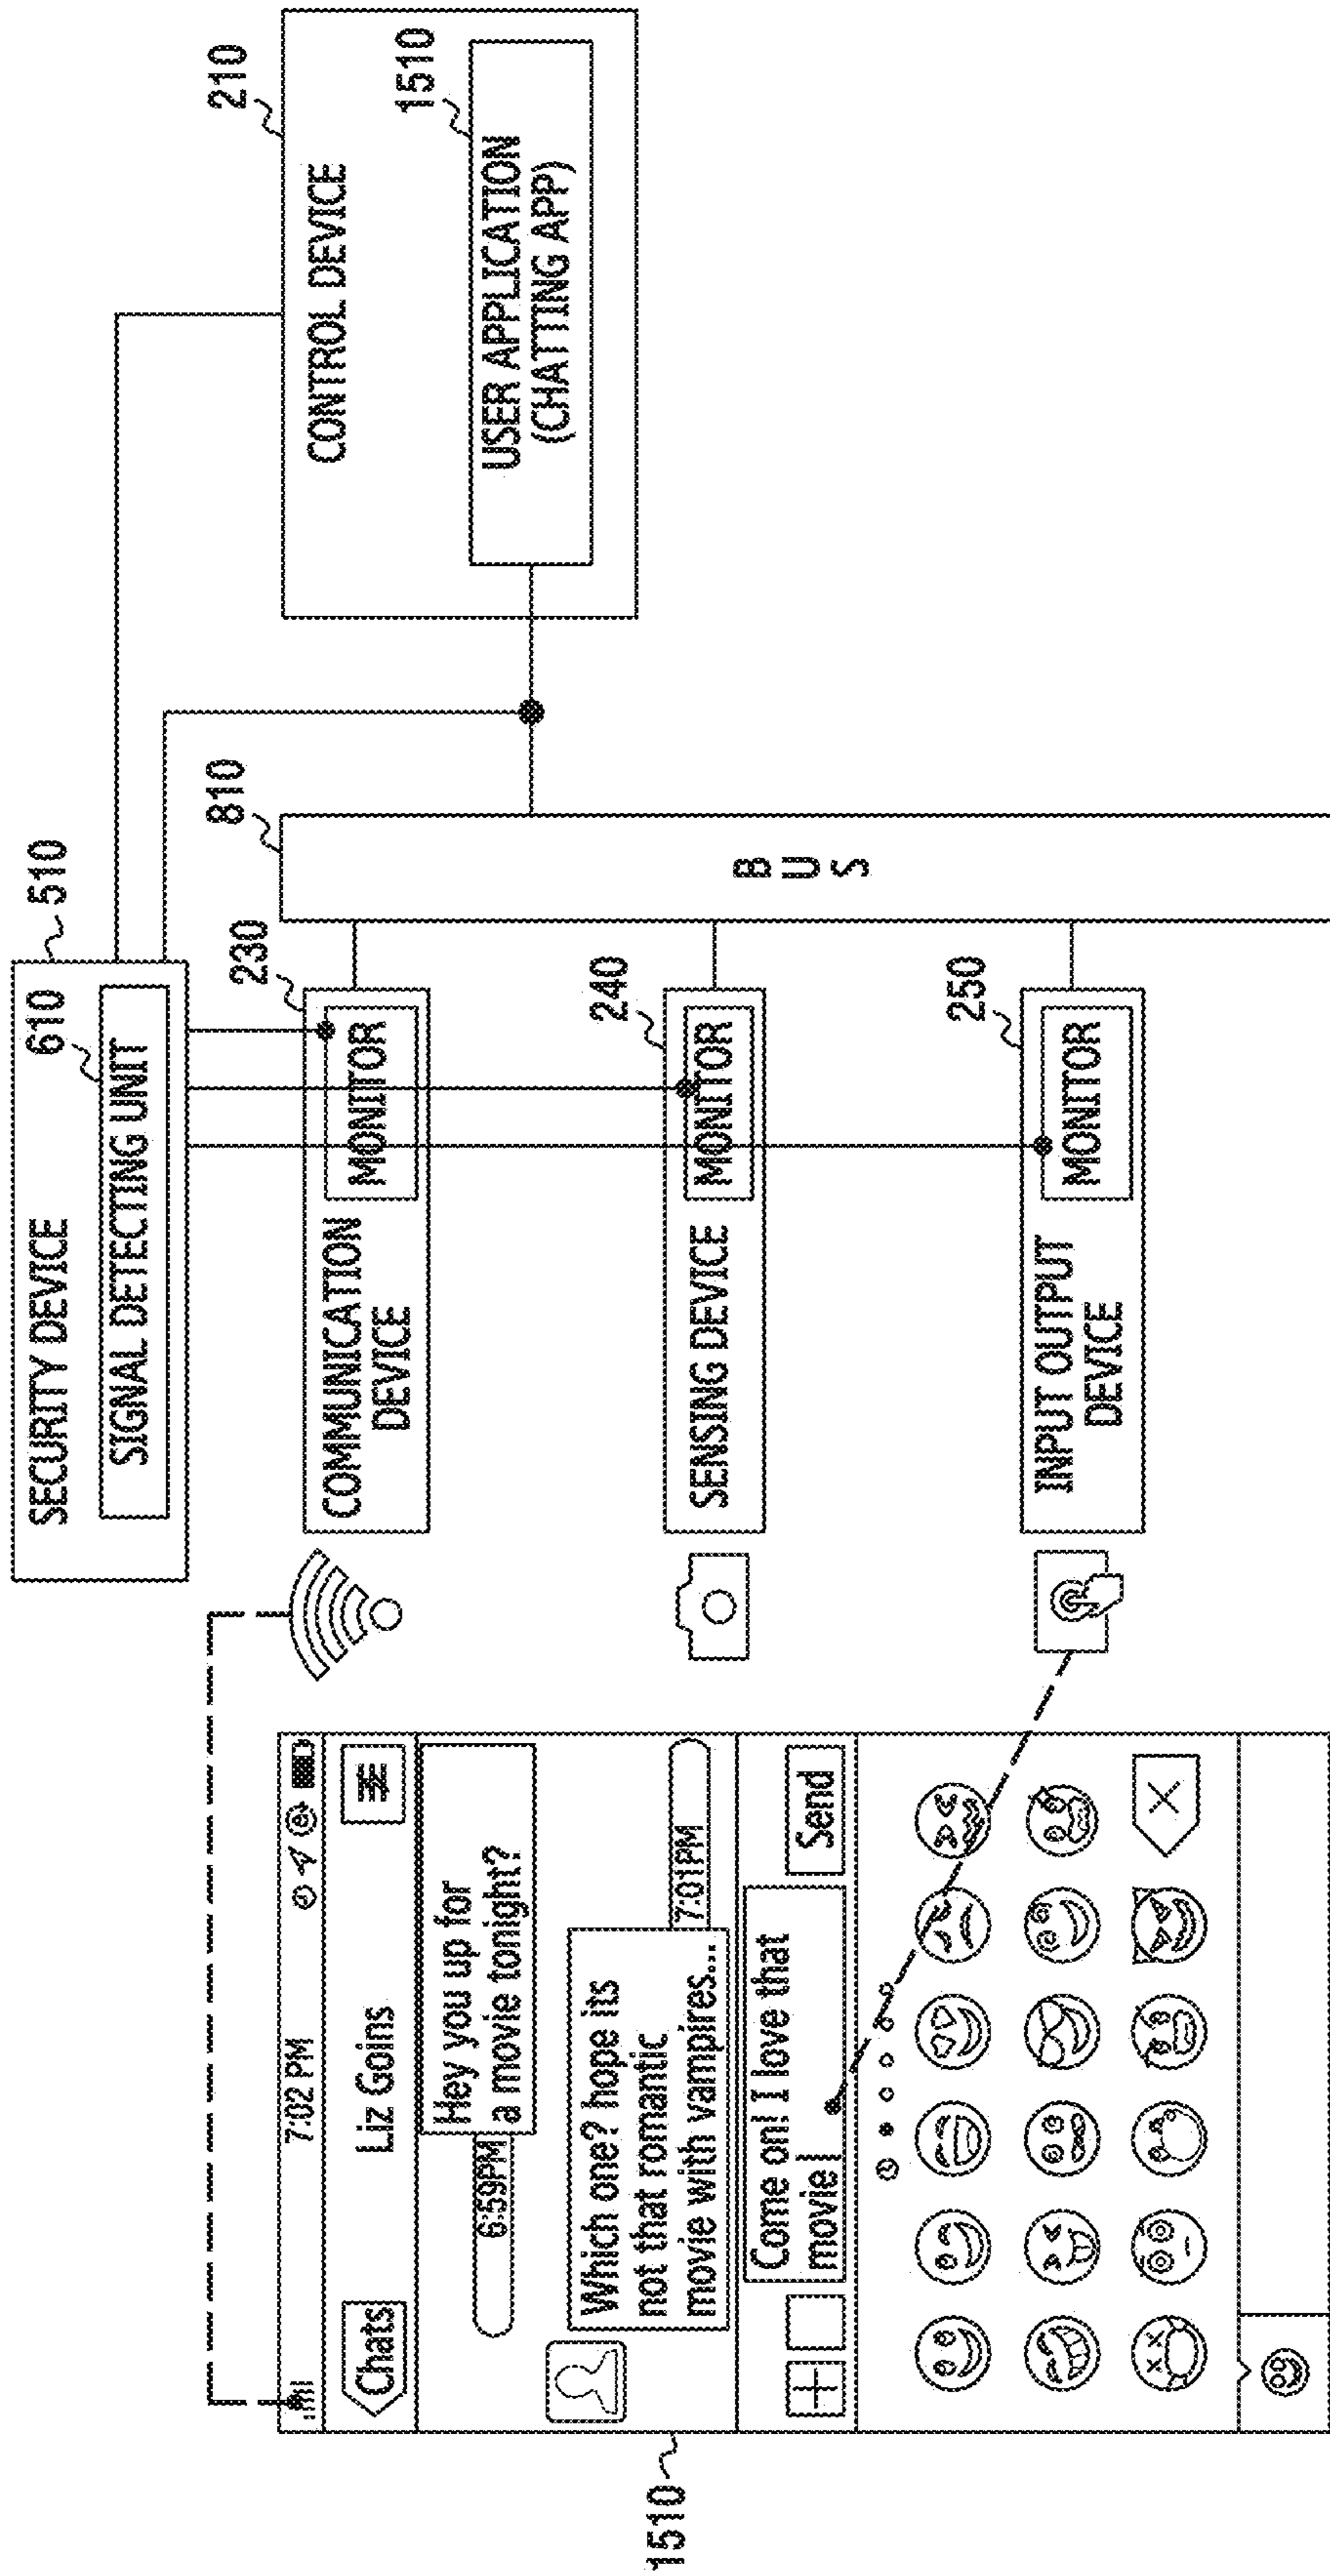 SECURITY DEVICE
510
SIGNAL DETECTING UNIT
610
210
CONTROL DEVICE
1510
USER APPLICATION
(CHATTING APP)
COMMUNICATION
DEVICE
MONITOR
230
SENSING DEVICE
MONITOR
240
INPUT OUTPUT
DEVICE
MONITOR
250
810
BUS
1510
7:02 PM
Chats
Liz Goins
6:59PM
Hey you up for
a movie tonight?
Which one? hope its
not that romantic
movie with vampires...
7:01PM
Come on! I love that
movie
Send